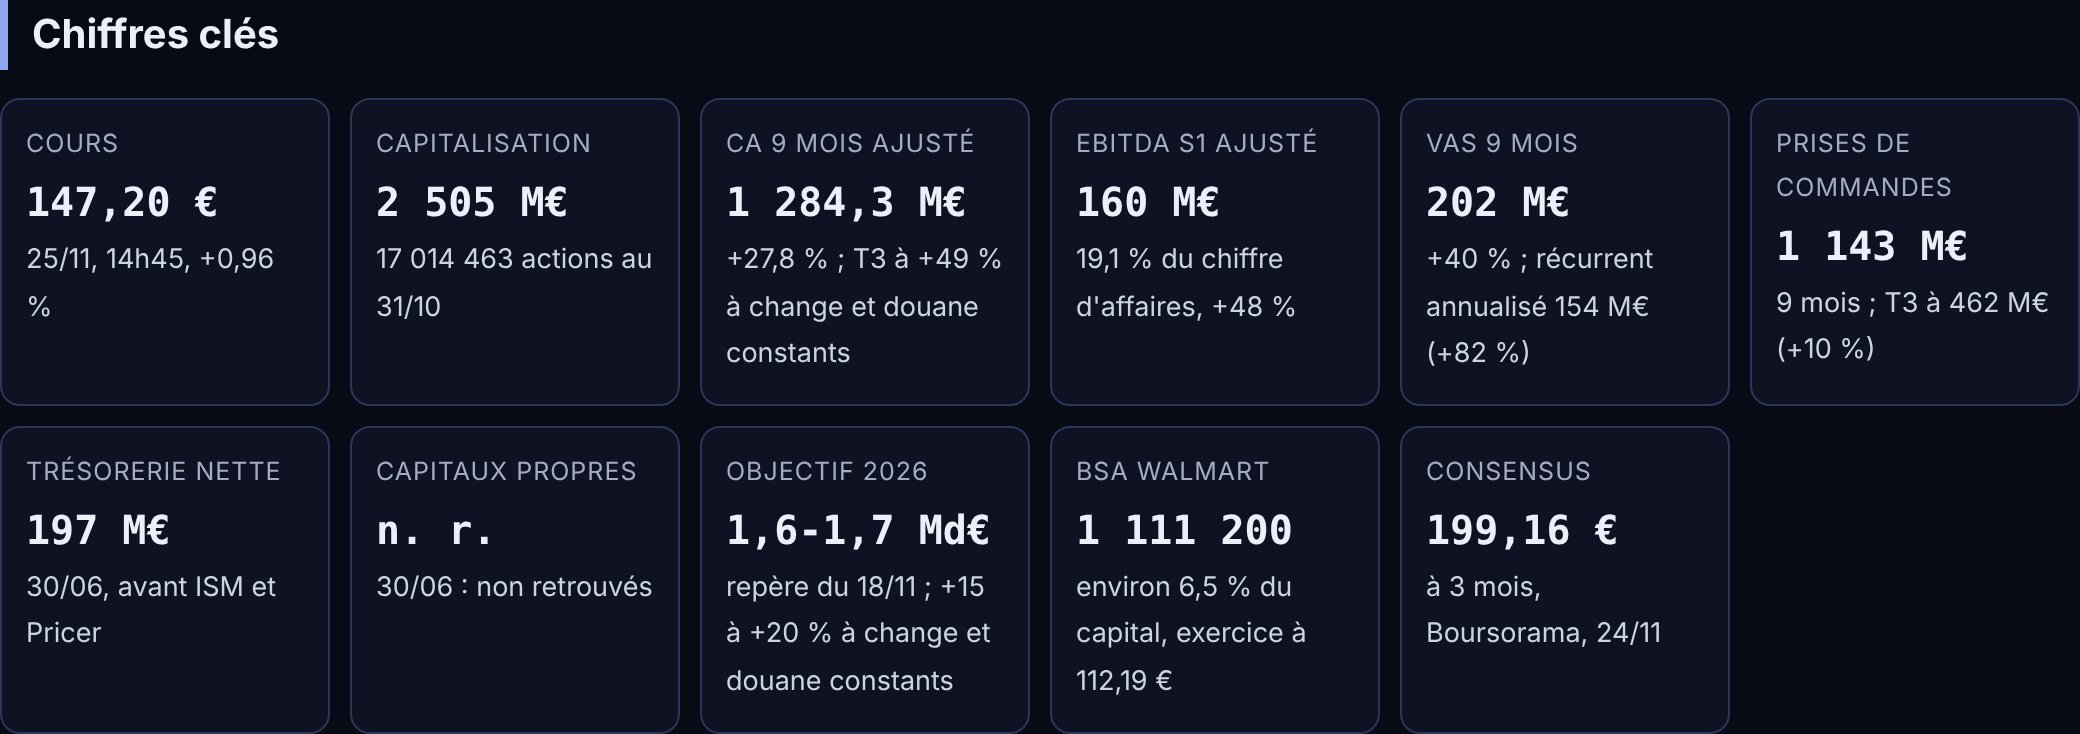 Chiffres clés
COURS
147,20 €
25/11, 14h45, +0,96
%
CAPITALISATION
2 505 M€
17 014 463 actions au
31/10
CA 9 MOIS AJUSTÉ
1 284,3 M€
+27,8 % ; T3 à +49 %
à change et douane
constants
EBITDA S1 AJUSTÉ
160 M€
19,1 % du chiffre
d'affaires, +48 %
VAS 9 MOIS
202 M€
+40 % ; récurrent
annualisé 154 M€
(+82 %)
PRISES DE
COMMANDES
1 143 M€
9 mois ; T3 à 462 M€
(+10 %)
TRÉSORERIE NETTE
197 M€
30/06, avant ISM et
Pricer
CAPITAUX PROPRES
n. r.
30/06 : non retrouvés
OBJECTIF 2026
1,6-1,7 Md€
repère du 18/11 ; +15
à +20 % à change et
douane constants
BSA WALMART
1 111 200
environ 6,5 % du
capital, exercice à
112,19 €
CONSENSUS
199,16 €
à 3 mois,
Boursorama, 24/11